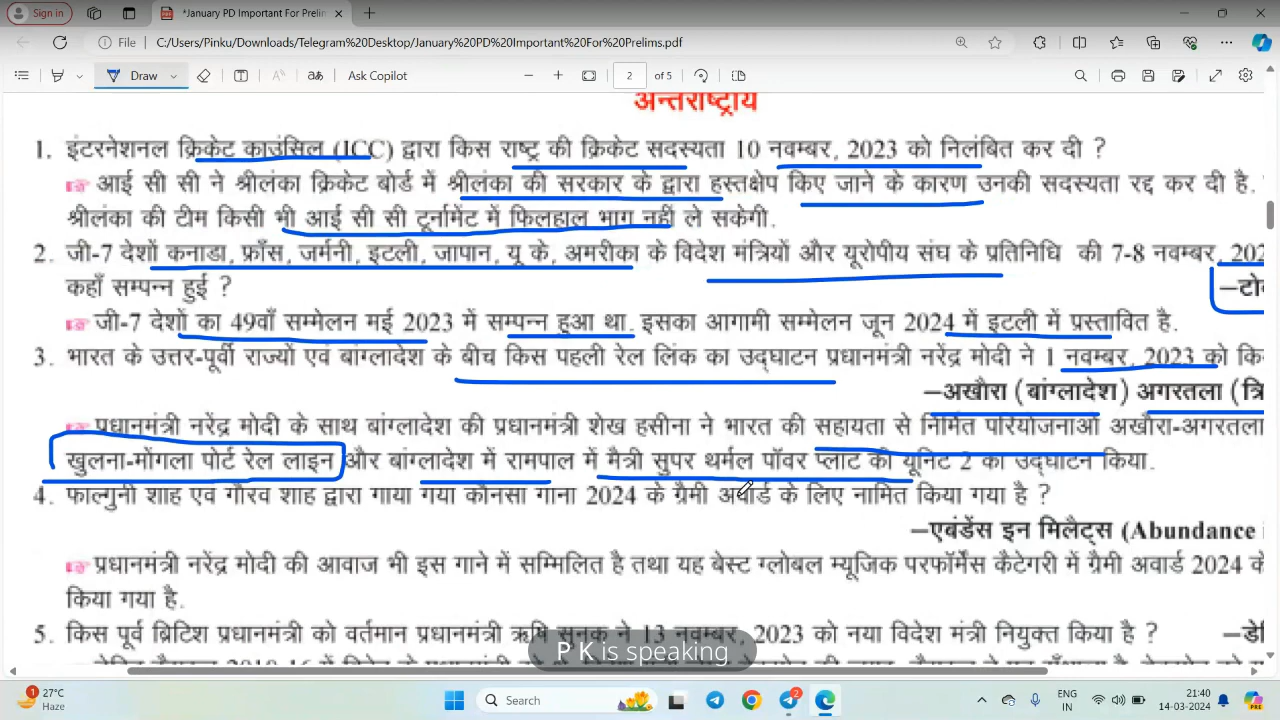 Sign in
*January PD Important For Prelim
File C:/Users/Pinku/Downloads/Telegram%20Desktop/January%20PD%20Important%20For%20Prelims.pdf
Draw
Ask Copilot
2 of 5
अन्तर्राष्ट्रीय
1. इंटरनेशनल क्रिकेट काउंसिल (ICC) द्वारा किस राष्ट्र की क्रिकेट सदस्यता 10 नवम्बर, 2023 को निलंबित कर दी ?
आई सी सी ने श्रीलंका क्रिकेट बोर्ड में श्रीलंका की सरकार के द्वारा हस्तक्षेप किए जाने के कारण उनकी सदस्यता रद्द कर दी है.
श्रीलंका की टीम किसी भी आई सी सी टूर्नामेंट में फिलहाल भाग नहीं ले सकेगी.
2. जी-7 देशों कनाडा, फ्राँस, जर्मनी, इटली, जापान, यू के, अमरीका के विदेश मंत्रियों और यूरोपीय संघ के प्रतिनिधि की 7-8 नवम्बर, 202
कहाँ सम्पन्न हुई ?
–टो
जी-7 देशों का 49वाँ सम्मेलन मई 2023 में सम्पन्न हुआ था. इसका आगामी सम्मेलन जून 2024 में इटली में प्रस्तावित है.
3. भारत के उत्तर-पूर्वी राज्यों एवं बांग्लादेश के बीच किस पहली रेल लिंक का उद्घाटन प्रधानमंत्री नरेंद्र मोदी ने 1 नवम्बर, 2023 को कि
–अखौरा (बांग्लादेश) अगरतला (त्रि
प्रधानमंत्री नरेंद्र मोदी के साथ बांग्लादेश की प्रधानमंत्री शेख हसीना ने भारत की सहायता से निर्मित परियोजनाओं अखौरा-अगरतला
खुलना-मोंगला पोर्ट रेल लाइन और बांग्लादेश में रामपाल में मैत्री सुपर थर्मल पॉवर प्लांट की यूनिट 2 का उद्घाटन किया.
4. फाल्गुनी शाह एवं गौरव शाह द्वारा गाया गया कौनसा गाना 2024 के ग्रैमी अवॉर्ड के लिए नामित किया गया है ?
–एबंडेंस इन मिलैट्स (Abundance i
प्रधानमंत्री नरेंद्र मोदी की आवाज भी इस गाने में सम्मिलित है तथा यह बेस्ट ग्लोबल म्यूजिक परफॉर्मेंस कैटेगरी में ग्रैमी अवार्ड 2024 के
किया गया है.
5. किस पूर्व ब्रिटिश प्रधानमंत्री को वर्तमान प्रधानमंत्री ऋषि सुनक ने 13 नवम्बर, 2023 को नया विदेश मंत्री नियुक्त किया है ?
–डे
P K is speaking
1
27°C
Haze
Search
2
ENG
IN
21:40
14-03-2024
PRE